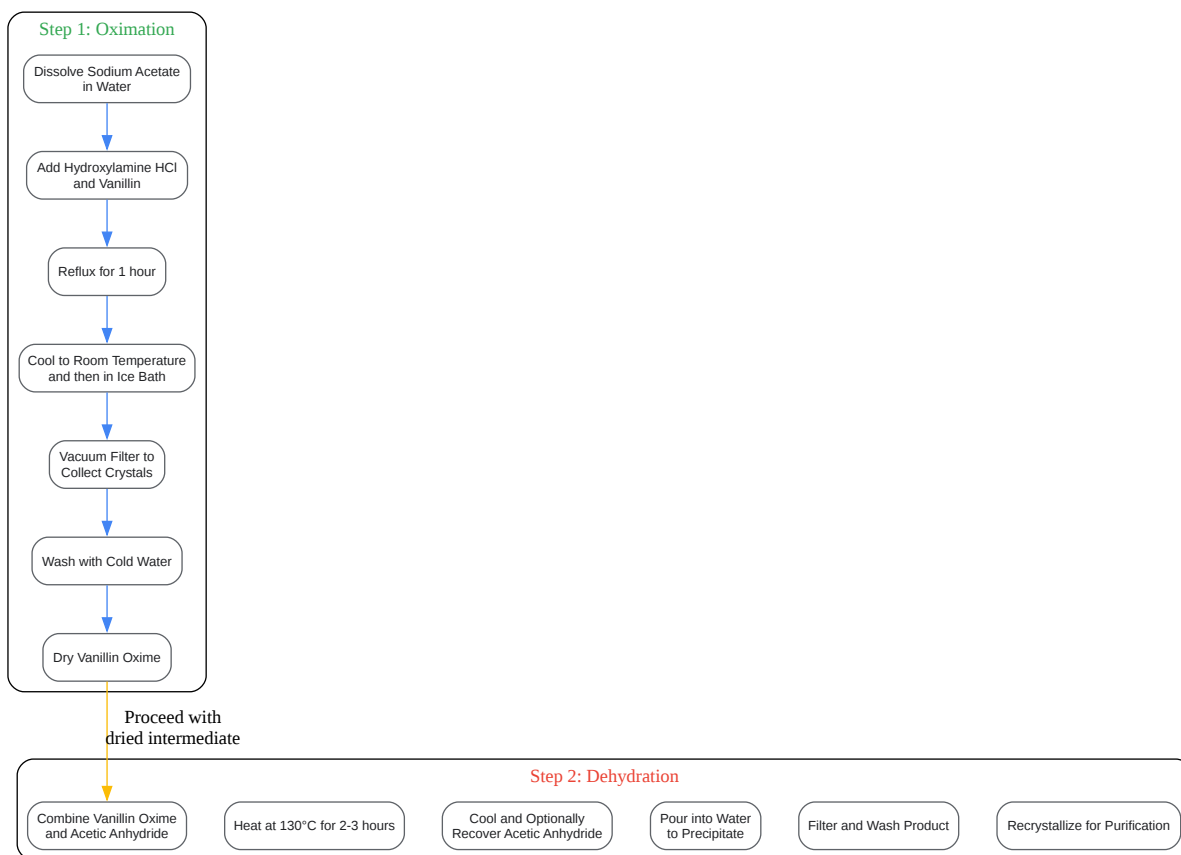 Step 1: Oximation
Dissolve Sodium Acetate
in Water
Add Hydroxylamine HCl
and Vanillin
Reflux for 1 hour
Cool to Room Temperature
and then in Ice Bath
Vacuum Filter to
Collect Crystals
Wash with Cold Water
Dry Vanillin Oxime
Proceed with
dried intermediate
Step 2: Dehydration
Combine Vanillin Oxime
and Acetic Anhydride
Heat at 130°C for 2-3 hours
Cool and Optionally
Recover Acetic Anhydride
Pour into Water
to Precipitate
Filter and Wash Product
Recrystallize for Purification